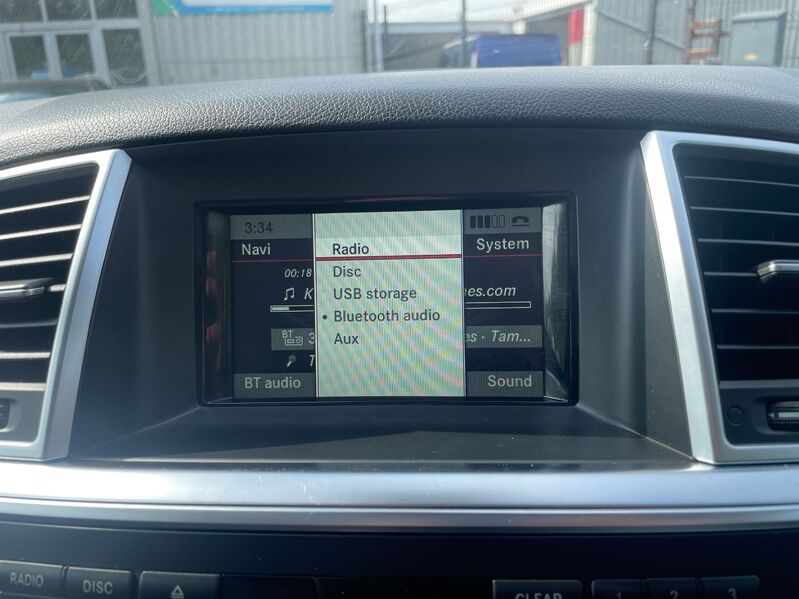 3:34
Navi
Radio
System
00:18
Disc
K
USB storage
es.com
Bluetooth audio
BT
3
es - Tam...
Aux
T
BT audio
Sound
RADIO
DISC
CLEAR
1
2
3